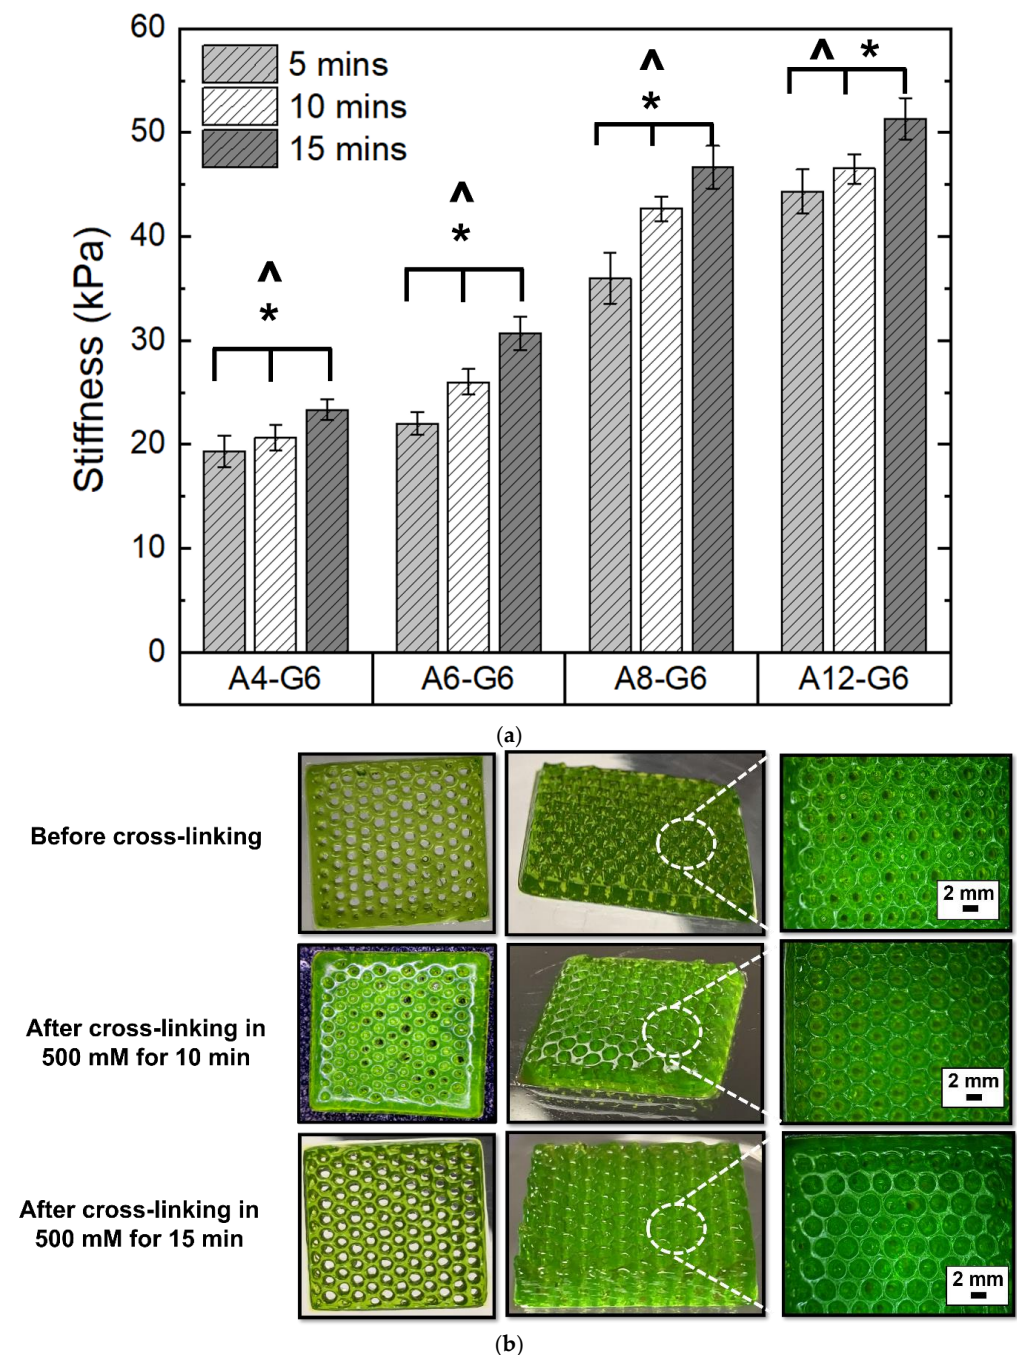 60
50
40
30
20
10
0
Stiffness (kPa)
5 mins
10 mins
15 mins
^
*
^
*
^
*
^ *
A4-G6 A6-G6 A8-G6 A12-G6
(a)
Before cross-linking
2 mm
After cross-linking in
500 mM for 10 min
2 mm
After cross-linking in
500 mM for 15 min
2 mm
(b)